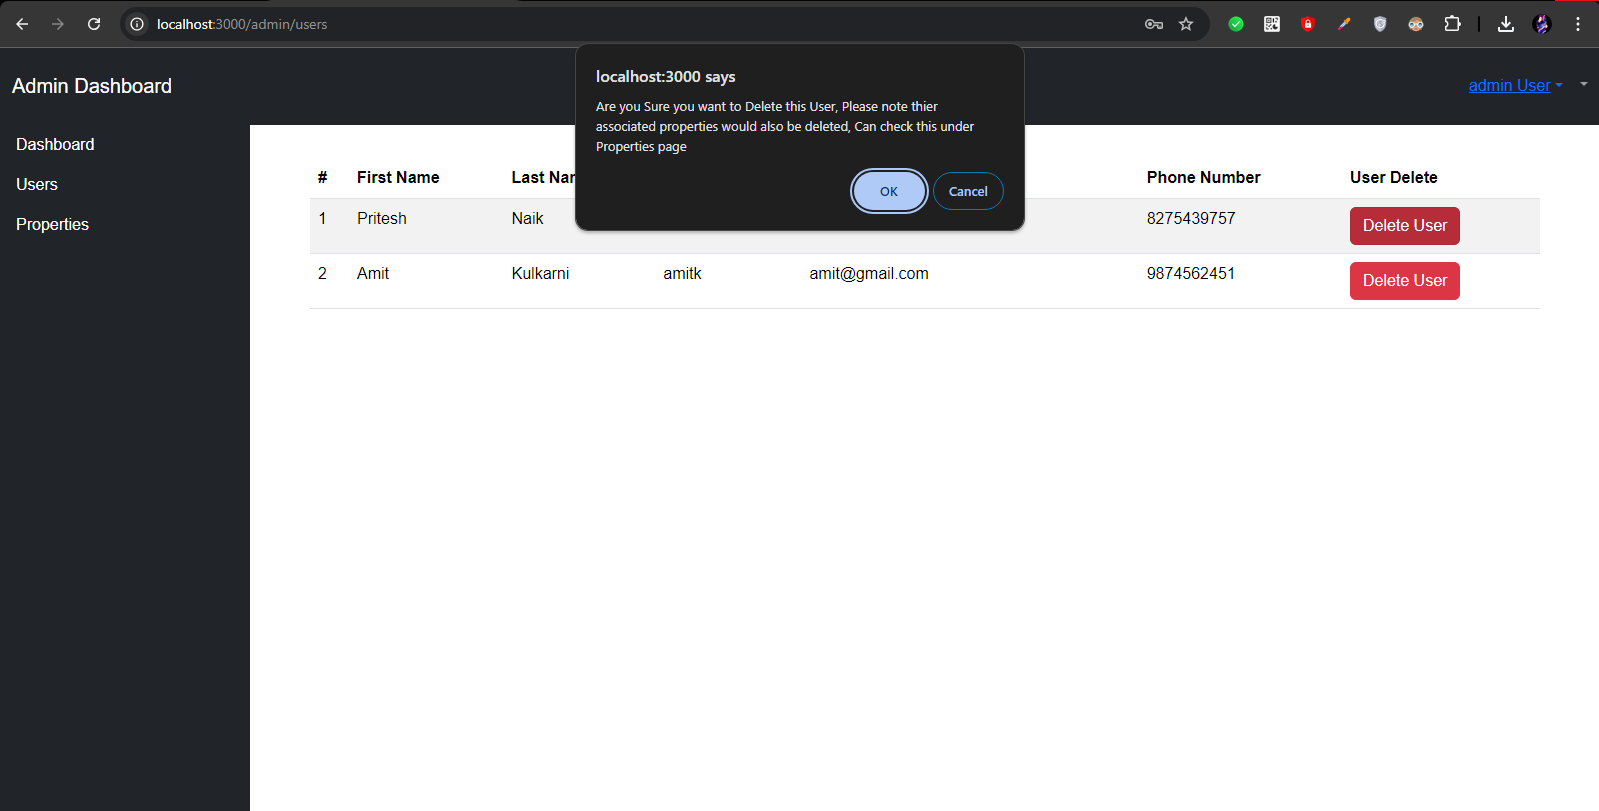 localhost:3000/admin/users
localhost:3000 says
Are you Sure you want to Delete this User, Please note thier
associated properties would also be deleted, Can check this under
Properties page
OK Cancel
Admin Dashboard
admin User
Dashboard
Users
Properties
# First Name Last Nar Phone Number User Delete
1 Pritesh Naik 8275439757 Delete User
2 Amit Kulkarni amitk amit@gmail.com 9874562451 Delete User